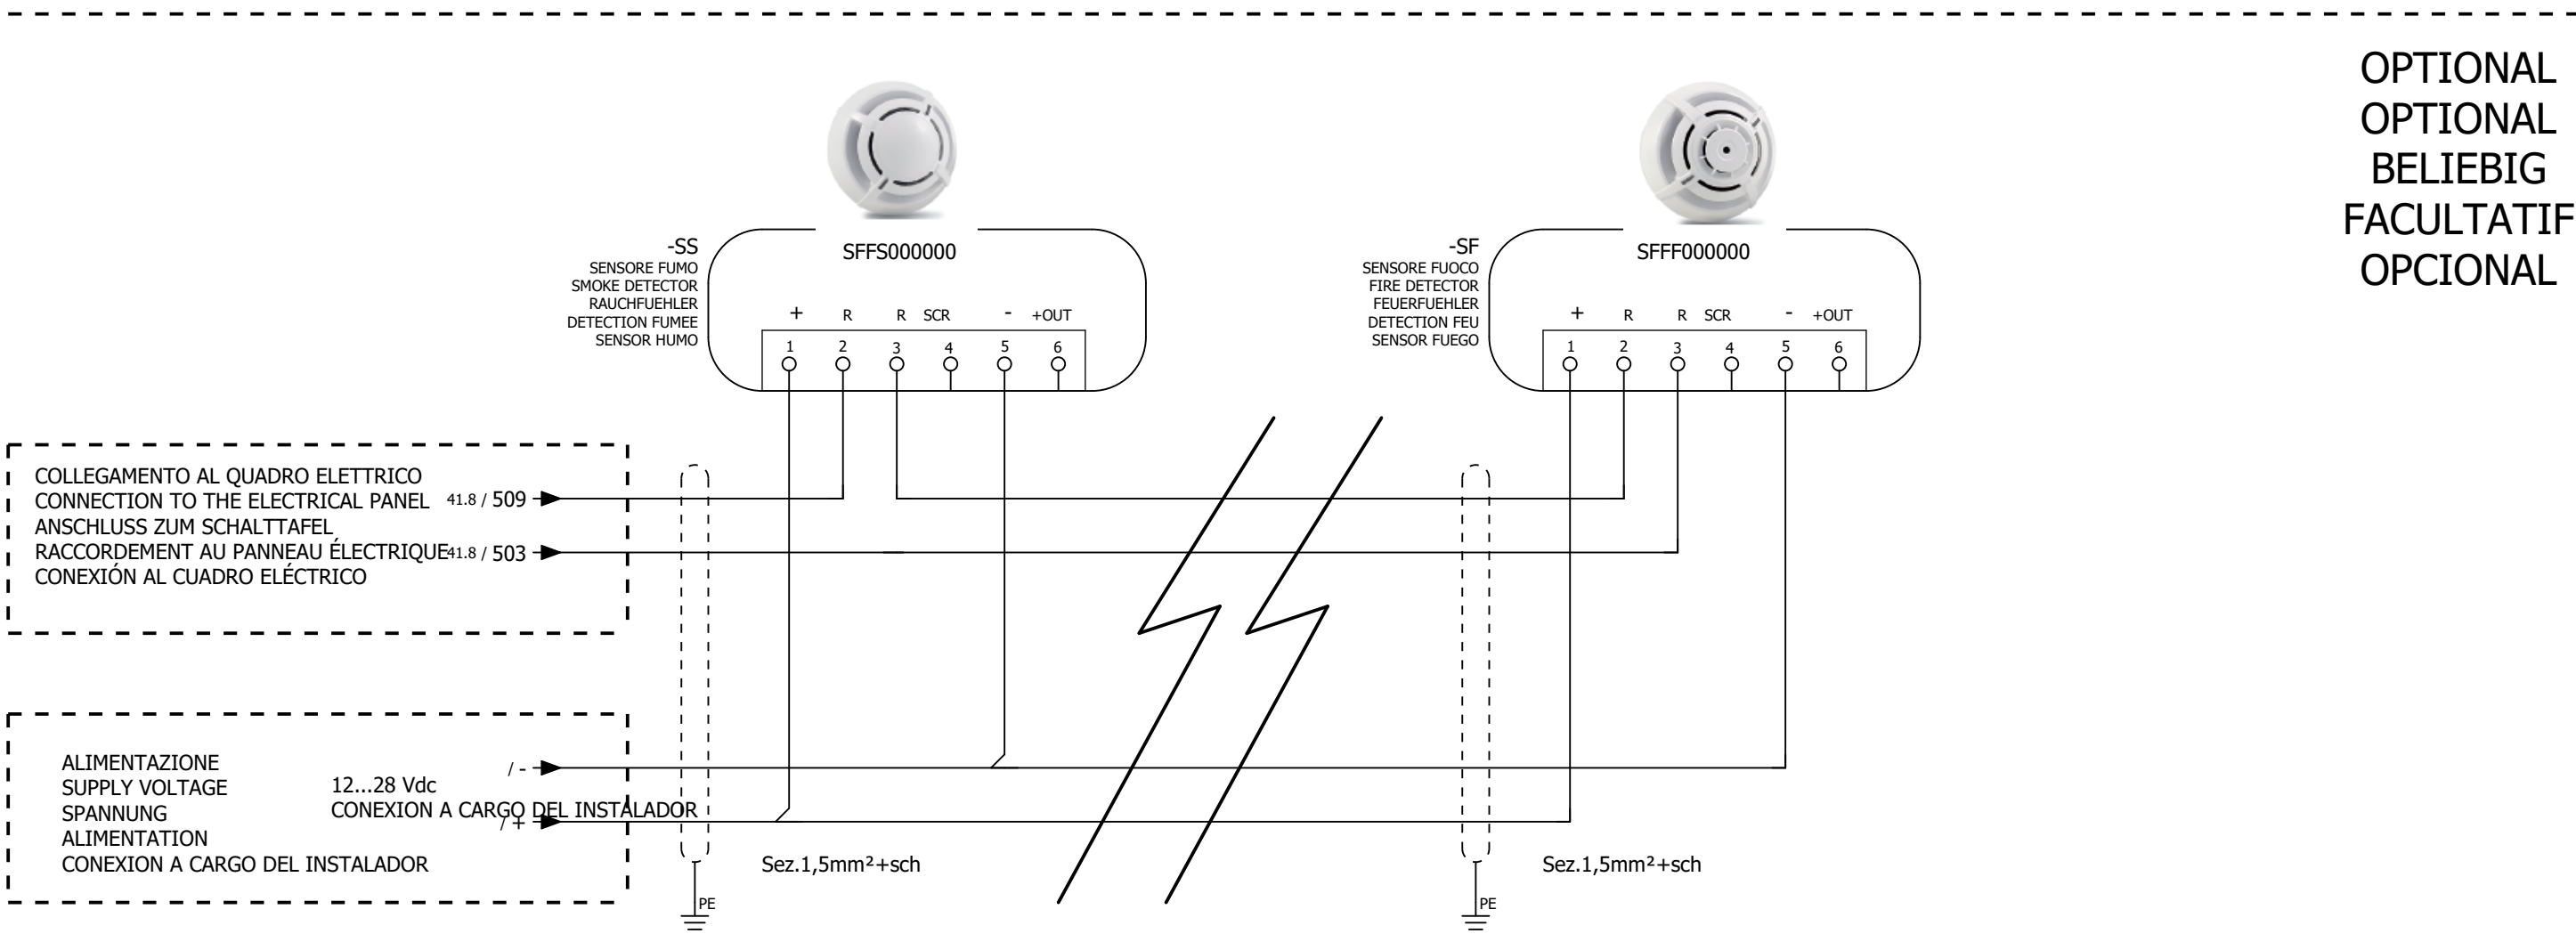 OPTIONAL
OPTIONAL
BELIEBIG
FACULTATIF
OPCIONAL
-SS
SENSORE FUMO
SMOKE DETECTOR
RAUCHFUEHLER
DETECTION FUMEE
SENSOR HUMO
SFFS000000
+ R R SCR - +OUT
1 2 3 4 5 6
-SF
SENSORE FUOCO
FIRE DETECTOR
FEUERFUEHLER
DETECTION FEU
SENSOR FUEGO
SFFF000000
+ R R SCR - +OUT
1 2 3 4 5 6
COLLEGAMENTO AL QUADRO ELETTRICO
CONNECTION TO THE ELECTRICAL PANEL
ANSCHLUSS ZUM SCHALTTAFEL
RACCORDEMENT AU PANNEAU ÉLECTRIQUE
CONEXIÓN AL CUADRO ELÉCTRICO
41.8 / 509
41.8 / 503
ALIMENTAZIONE
SUPPLY VOLTAGE
SPANNUNG
ALIMENTATION
CONEXION A CARGO DEL INSTALADOR
12...28 Vdc
CONEXION A CARGO DEL INSTALADOR
/ -
/ +
PE
Sez.1,5mm²+sch
PE
Sez.1,5mm²+sch